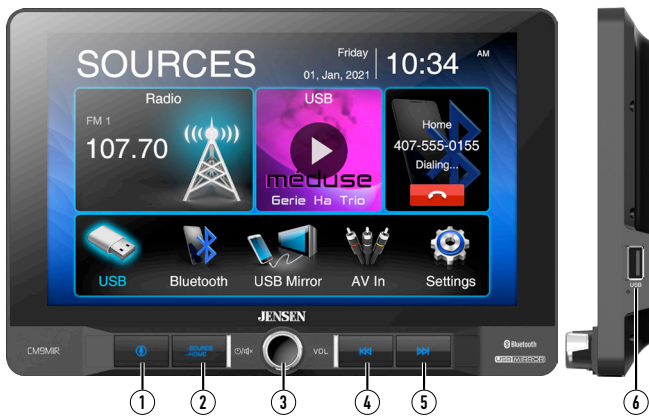 SOURCES
Friday
01, Jan, 2021
10:34 AM
Radio
FM 1
107.70
USB
méduse
Gerie Ha Trio
Home
407-555-0155
Dialing...
USB
Bluetooth
USB Mirror
AV In
Settings
JENSEN
CM9MIR
SOURCE
HOME
VOL
Bluetooth
USB MIRROR
USB
1
2
3
4
5
6